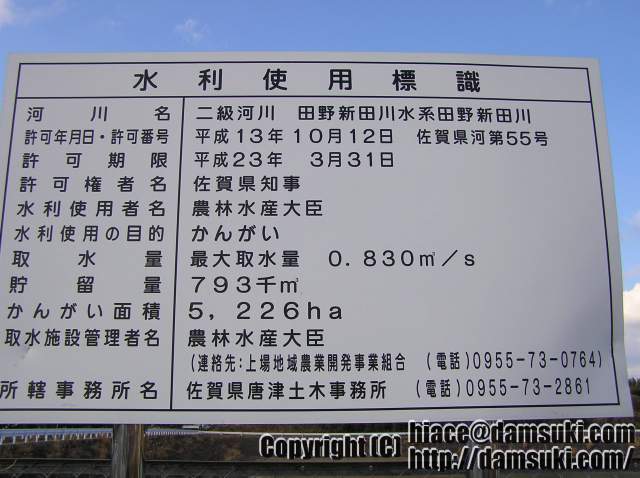 水利使用標識
河川名 二級河川 田野新田川水系田野新田川
許可年月日・許可番号 平成13年10月12日 佐賀県河第55号
許可期限 平成23年 3月31日
許可権者名 佐賀県知事
水利使用者名 農林水産大臣
水利使用の目的 かんがい
取水量 最大取水量 0.830㎥/s
貯留量 793千㎥
かんがい面積 5,226ha
取水施設管理者名 農林水産大臣
(連絡先:上場地域農業開発事業組合 (電話)0955-73-0764)
所轄事務所名 佐賀県唐津土木事務所 (電話)0955-73-2861
Copyright (C) hiace@damsuki.com
http://damsuki.com/